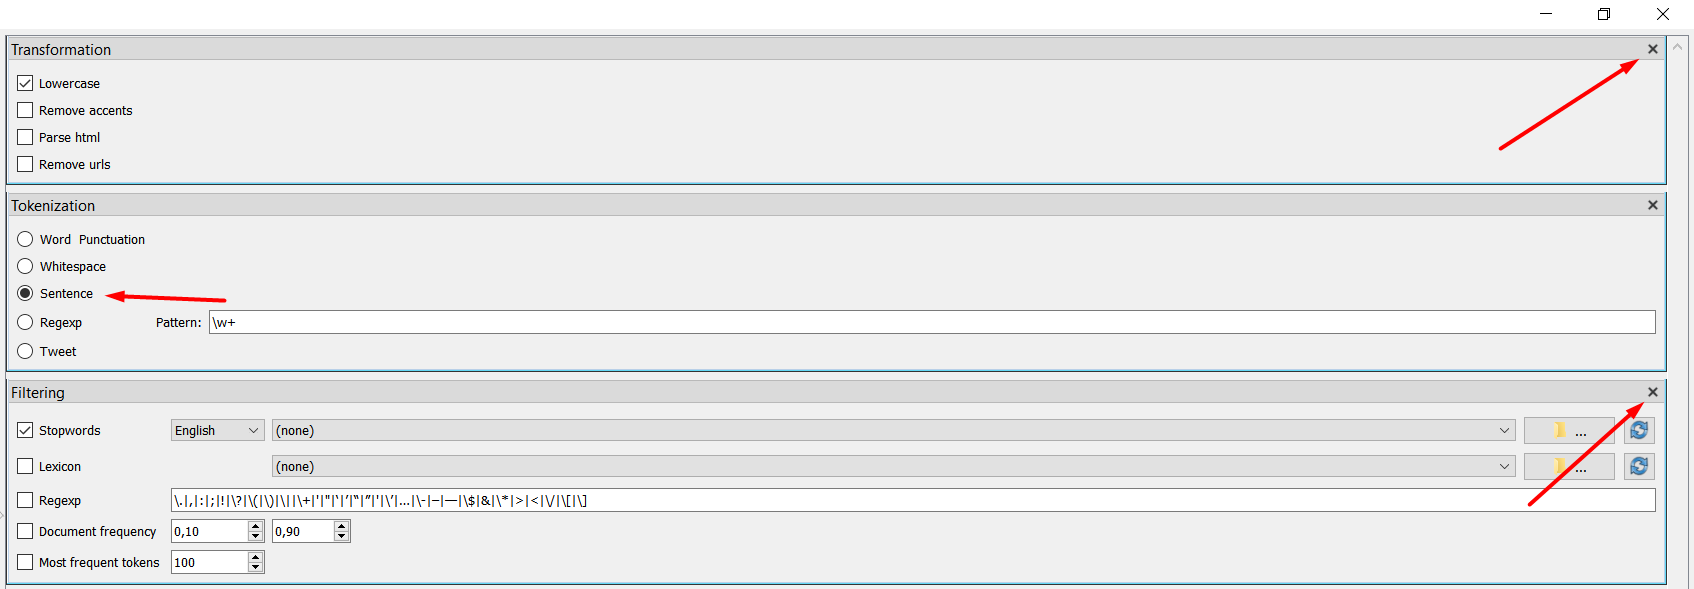 Transformation
Lowercase
Remove accents
Parse html
Remove urls
Tokenization
Word Punctuation
Whitespace
Sentence
Regexp Pattern: \w+
Tweet
Filtering
Stopwords English (none) ...
Lexicon (none) ...
Regexp \.|,|:|;|!|\?|\(|\)|\||\+|'|"|‘|’|“|”|'|\’|…|\-|–|—|\$|&|\*|>|<|\/|\[|\]
Document frequency 0,10 0,90
Most frequent tokens 100